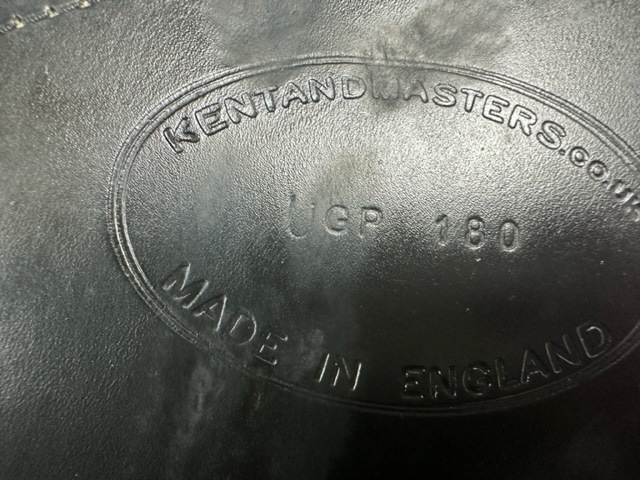 KENTANDMASTERS.co.uk
UGP 180
MADE IN ENGLAND